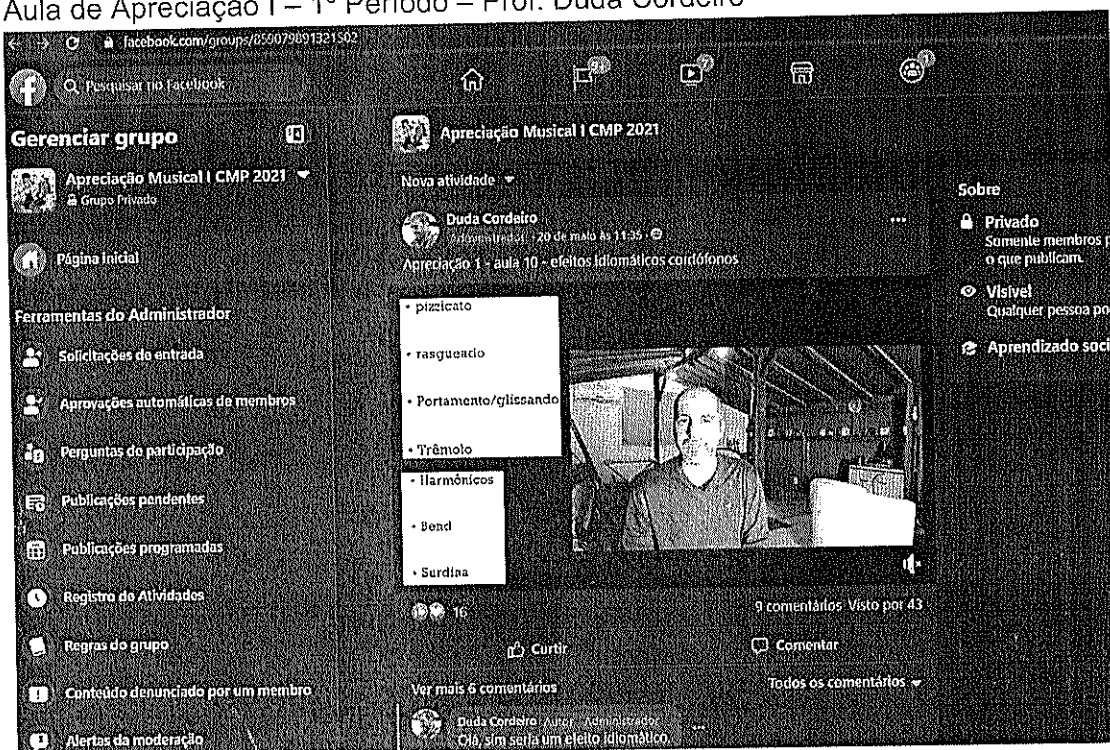 Aula de Apreciação I – 1º Período – Prof. Duda Cordeiro
facebook.com/groups/859079891321502
Pesquisar no Facebook
9+
7
1
Gerenciar grupo
Apreciação Musical I CMP 2021
Grupo Privado
Página inicial
Ferramentas do Administrador
Solicitações de entrada
Aprovações automáticas de membros
Perguntas de participação
Publicações pendentes
Publicações programadas
Registro de Atividades
Regras do grupo
Conteúdo denunciado por um membro
Alertas da moderação
Apreciação Musical I CMP 2021
Nova atividade
Duda Cordeiro
Administrador · 20 de maio às 11:35
Apreciação 1 - aula 10 - efeitos idiomáticos cordófonos
• pizzicato
• rasgueado
• Portamento/glissando
• Trêmolo
• Harmônicos
• Bend
• Surdina
16
9 comentários Visto por 43
Curtir
Comentar
Ver mais 6 comentários
Todos os comentários
Duda Cordeiro Autor Administrador
Olá, sim seria um efeito idiomático.
Sobre
Privado
Somente membros
o que publicam.
Visível
Qualquer pessoa
Aprendizado